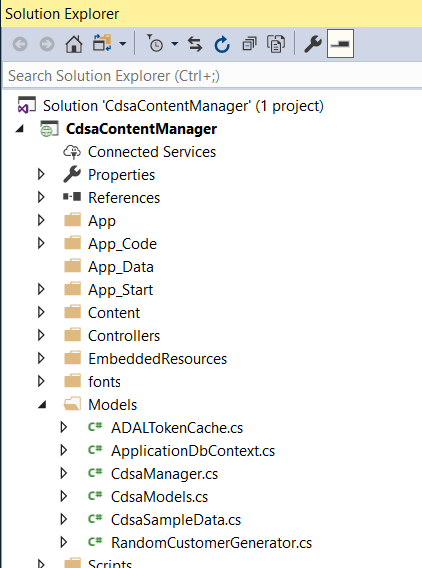 Solution Explorer
Search Solution Explorer (Ctrl+;)
Solution 'CdsaContentManager' (1 project)
CdsaContentManager
Connected Services
Properties
References
App
App_Code
App_Data
App_Start
Content
Controllers
EmbeddedResources
fonts
Models
C# ADALTokenCache.cs
C# ApplicationDbContext.cs
C# CdsaManager.cs
C# CdsaModels.cs
C# CdsaSampleData.cs
C# RandomCustomerGenerator.cs
Scripts